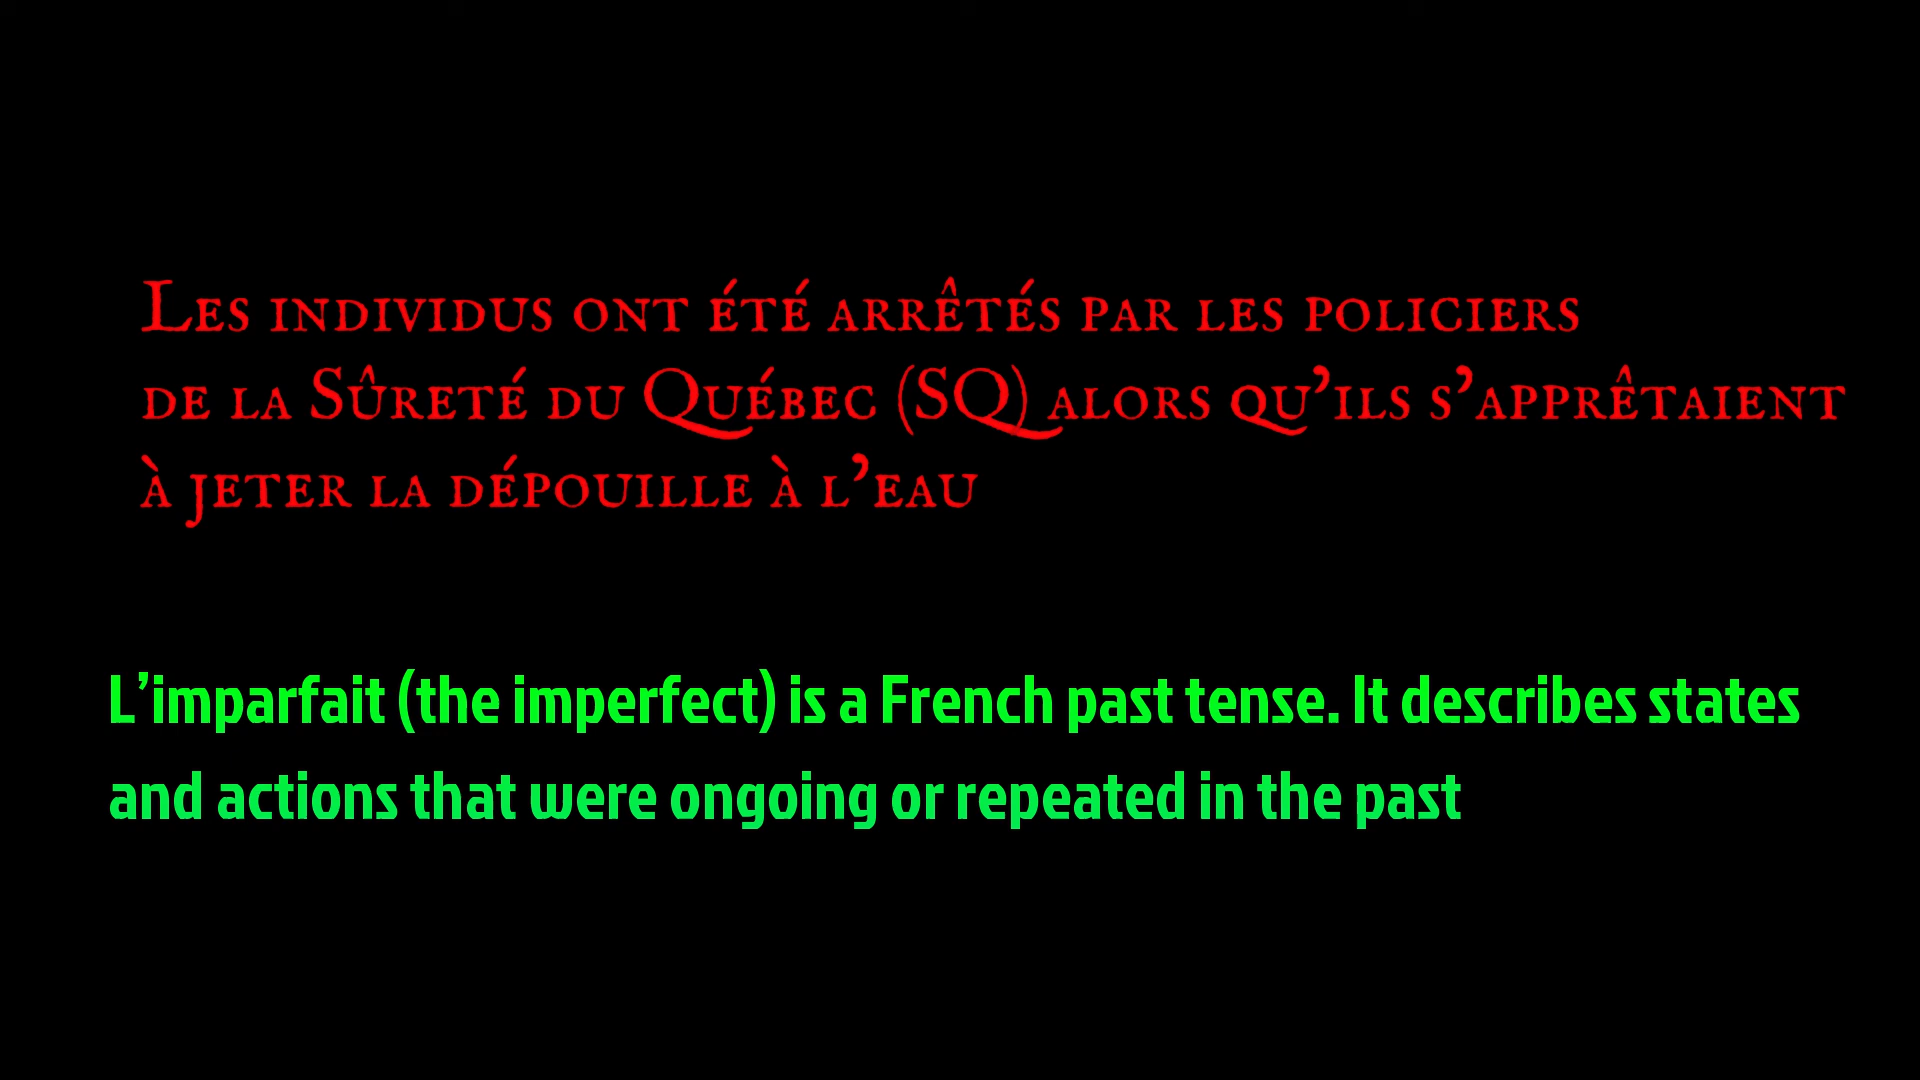 Les individus ont été arrêtés par les policiers
de la Sûreté du Québec (SQ) alors qu'ils s'apprêtaient
à jeter la dépouille à l'eau
L'imparfait (the imperfect) is a French past tense. It describes states
and actions that were ongoing or repeated in the past